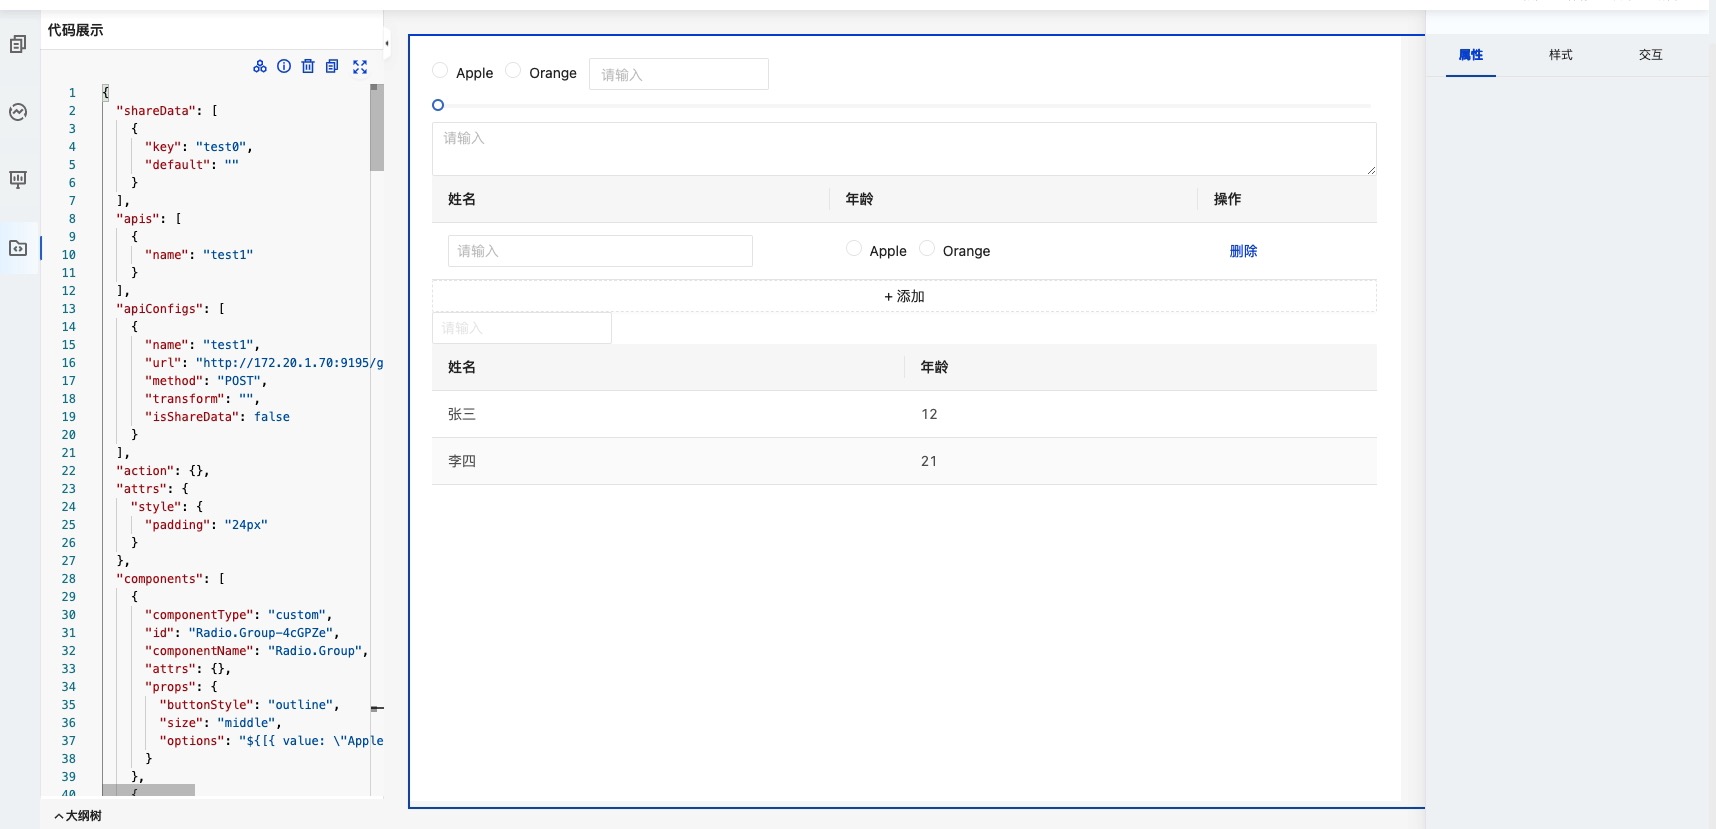 代码展示
1 {
2 "shareData": [
3 {
4 "key": "test0",
5 "default": ""
6 }
7 ],
8 "apis": [
9 {
10 "name": "test1"
11 }
12 ],
13 "apiConfigs": [
14 {
15 "name": "test1",
16 "url": "http://172.20.1.70:9195/g
17 "method": "POST",
18 "transform": "",
19 "isShareData": false
20 }
21 ],
22 "action": {},
23 "attrs": {
24 "style": {
25 "padding": "24px"
26 }
27 },
28 "components": [
29 {
30 "componentType": "custom",
31 "id": "Radio.Group-4cGPZe",
32 "componentName": "Radio.Group",
33 "attrs": {},
34 "props": {
35 "buttonStyle": "outline",
36 "size": "middle",
37 "options": "${[{ value: \"Apple
38 }
39 },
40 {
大纲树
Apple Orange 请输入
请输入
姓名 年龄 操作
请输入 Apple Orange 删除
+ 添加
请输入
姓名 年龄
张三 12
李四 21
属性 样式 交互